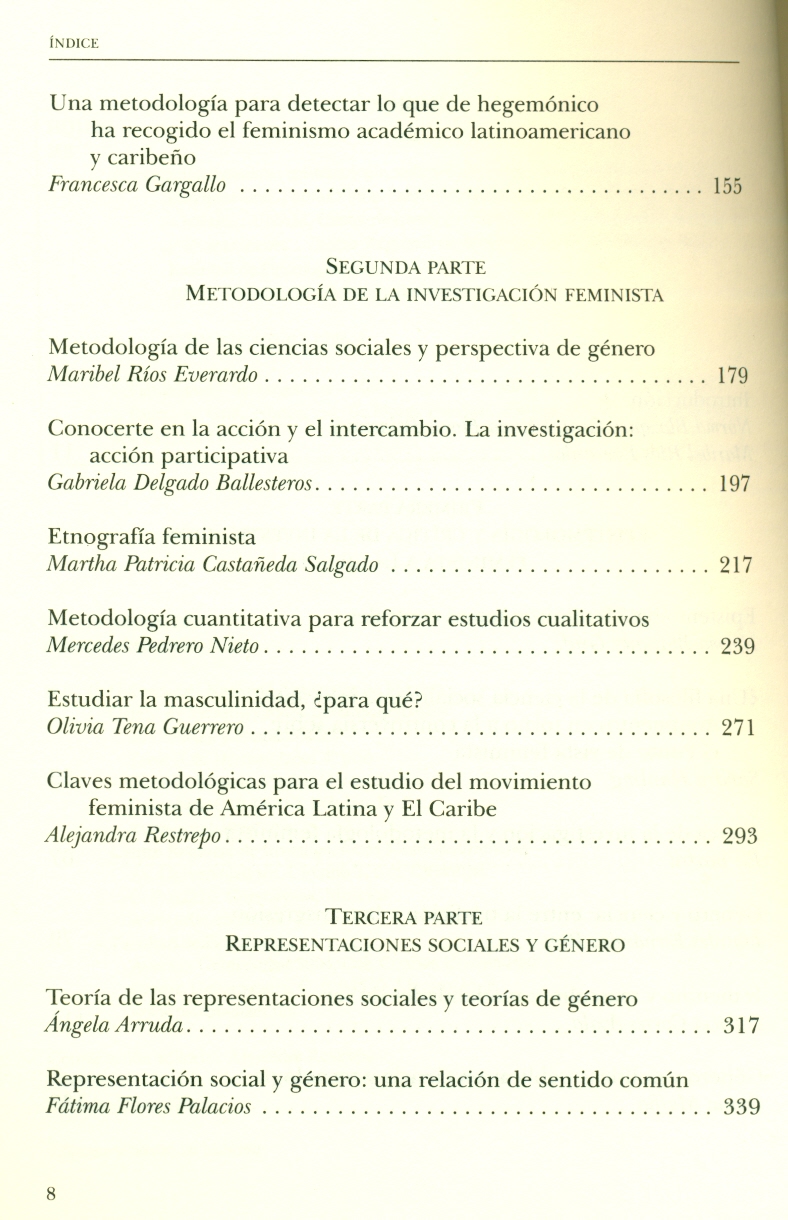 ÍNDICE
Una metodología para detectar lo que de hegemónico
ha recogido el feminismo académico latinoamericano
y caribeño
Francesca Gargallo . . . . . . . . . . . . . . . . . . . . . . . . . . . . . . . . . . . . . 155
SEGUNDA PARTE
METODOLOGÍA DE LA INVESTIGACIÓN FEMINISTA
Metodología de las ciencias sociales y perspectiva de género
Maribel Ríos Everardo . . . . . . . . . . . . . . . . . . . . . . . . . . . . . . . . . . . 179
Conocerte en la acción y el intercambio. La investigación:
acción participativa
Gabriela Delgado Ballesteros. . . . . . . . . . . . . . . . . . . . . . . . . . . . . . . 197
Etnografía feminista
Martha Patricia Castañeda Salgado . . . . . . . . . . . . . . . . . . . . . . . . . . 217
Metodología cuantitativa para reforzar estudios cualitativos
Mercedes Pedrero Nieto . . . . . . . . . . . . . . . . . . . . . . . . . . . . . . . . . . . 239
Estudiar la masculinidad, ¿para qué?
Olivia Tena Guerrero . . . . . . . . . . . . . . . . . . . . . . . . . . . . . . . . . . . . 271
Claves metodológicas para el estudio del movimiento
feminista de América Latina y El Caribe
Alejandra Restrepo . . . . . . . . . . . . . . . . . . . . . . . . . . . . . . . . . . . . . . 293
TERCERA PARTE
REPRESENTACIONES SOCIALES Y GÉNERO
Teoría de las representaciones sociales y teorías de género
Ángela Arruda. . . . . . . . . . . . . . . . . . . . . . . . . . . . . . . . . . . . . . . . . 317
Representación social y género: una relación de sentido común
Fátima Flores Palacios . . . . . . . . . . . . . . . . . . . . . . . . . . . . . . . . . . . 339
8